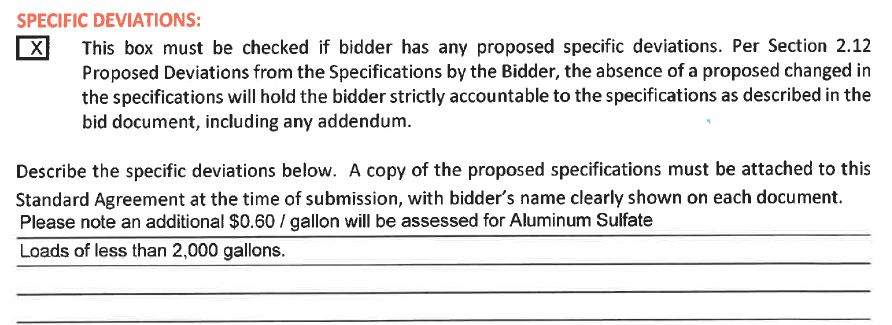 SPECIFIC DEVIATIONS:
X This box must be checked if bidder has any proposed specific deviations. Per Section 2.12
Proposed Deviations from the Specifications by the Bidder, the absence of a proposed changed in
the specifications will hold the bidder strictly accountable to the specifications as described in the
bid document, including any addendum.
Describe the specific deviations below. A copy of the proposed specifications must be attached to this
Standard Agreement at the time of submission, with bidder's name clearly shown on each document.
Please note an additional $0.60 / gallon will be assessed for Aluminum Sulfate
Loads of less than 2,000 gallons.